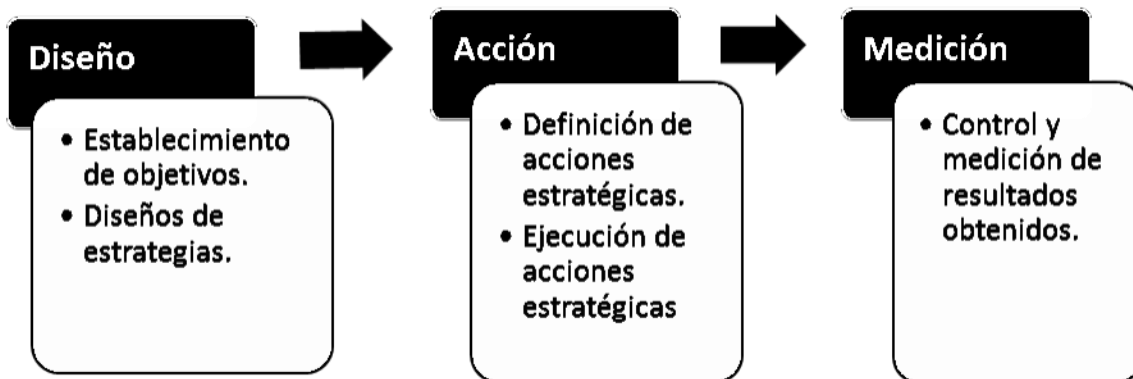 Diseño
• Establecimiento
de objetivos.
• Diseños de
estrategias.
Acción
• Definición de
acciones
estratégicas.
• Ejecución de
acciones
estratégicas
Medición
• Control y
medición de
resultados
obtenidos.